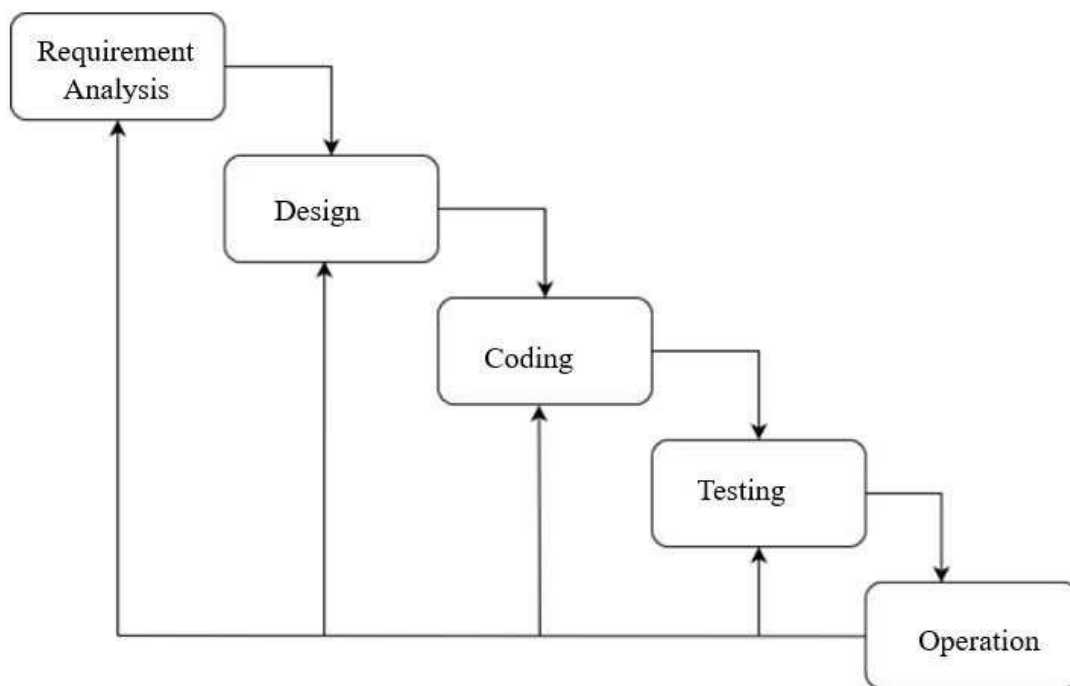 Requirement
Analysis
Design
Coding
Testing
Operation